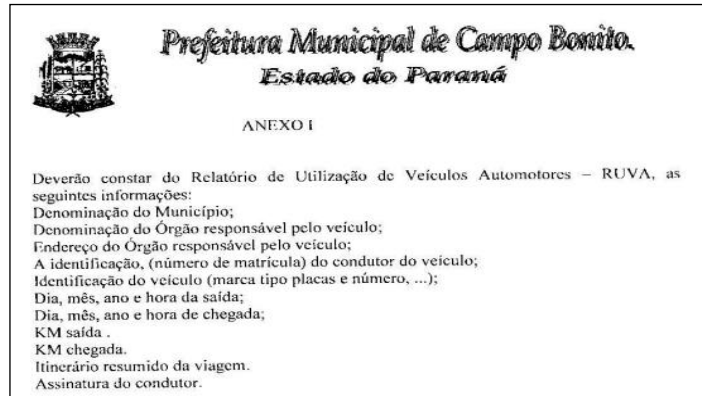 Prefeitura Municipal de Campo Bonito.
Estado do Paraná
ANEXO I
Deverão constar do Relatório de Utilização de Veículos Automotores – RUVA, as
seguintes informações:
Denominação do Município;
Denominação do Órgão responsável pelo veículo;
Endereço do Órgão responsável pelo veículo;
A identificação, (número de matrícula) do condutor do veículo;
Identificação do veículo (marca tipo placas e número, ...);
Dia, mês, ano e hora da saída;
Dia, mês, ano e hora de chegada;
KM saída .
KM chegada.
Itinerário resumido da viagem.
Assinatura do condutor.